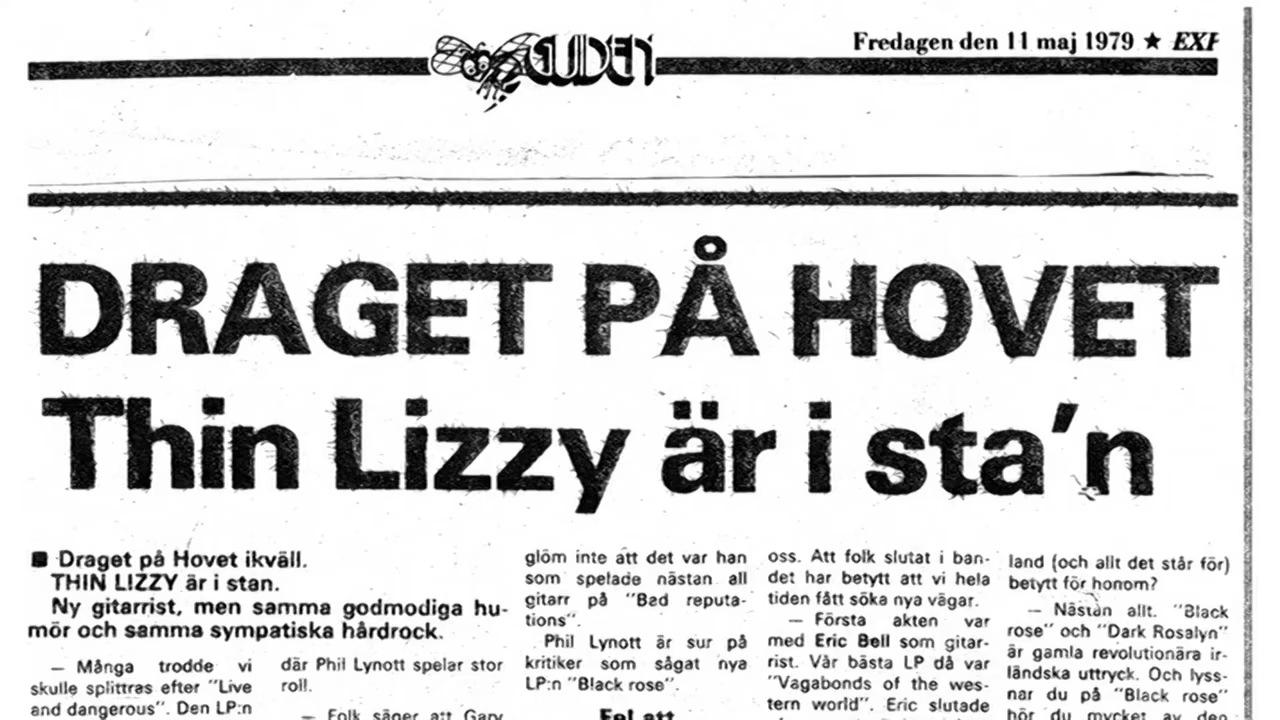 GUIDEN
Fredagen den 11 maj 1979 ★ EXP
DRAGET PÅ HOVET
Thin Lizzy är i sta'n
■ Draget på Hovet ikväll.
THIN LIZZY är i stan.
Ny gitarrist, men samma godmodiga hu-
mör och samma sympatiska hårdrock.
— Många trodde vi
skulle splittras efter "Live
and dangerous". Den LP:n
där Phil Lynott spelar stor
roll.
— Folk säger att Gary
glöm inte att det var han
som spelade nästan all
gitarr på "Bad reputa-
tions".
Phil Lynott är sur på
kritiker som sågat nya
LP:n "Black rose".
Fel att
oss. Att folk slutat i ban-
det har betytt att vi hela
tiden fått söka nya vägar.
— Första akten var
med Eric Bell som gitar-
rist. Vår bästa LP då var
"Vagabonds of the wes-
tern world". Eric slutade
land (och allt det står för)
betytt för honom?
— Nästan allt. "Black
rose" och "Dark Rosalyn"
är gamla revolutionära ir-
ländska uttryck. Och lyss-
nar du på "Black rose"
hör du mycket av den